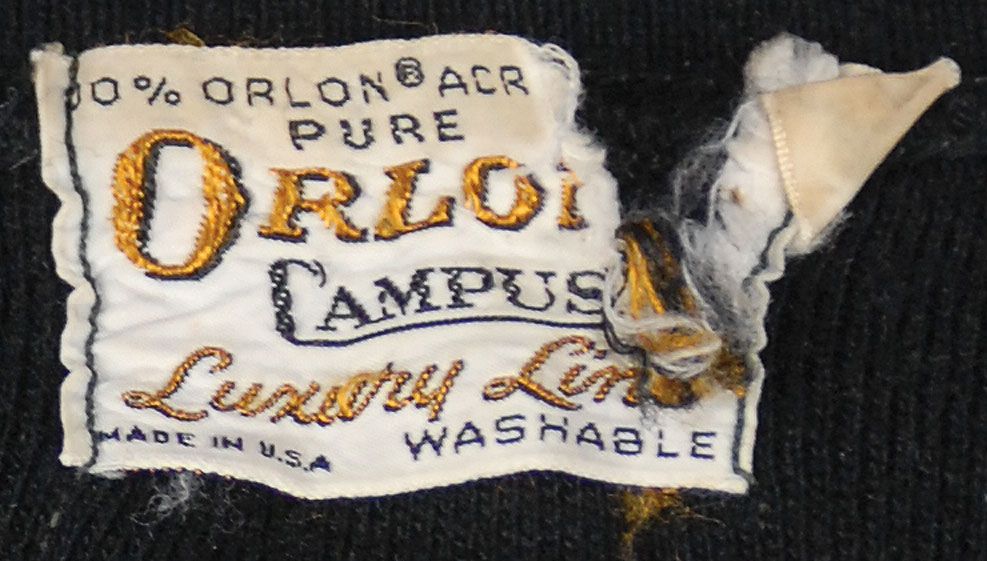 0% ORLON® ACR
PURE
ORLO
CAMPUS
Luxury Lin
MADE IN U.S.A
WASHABLE